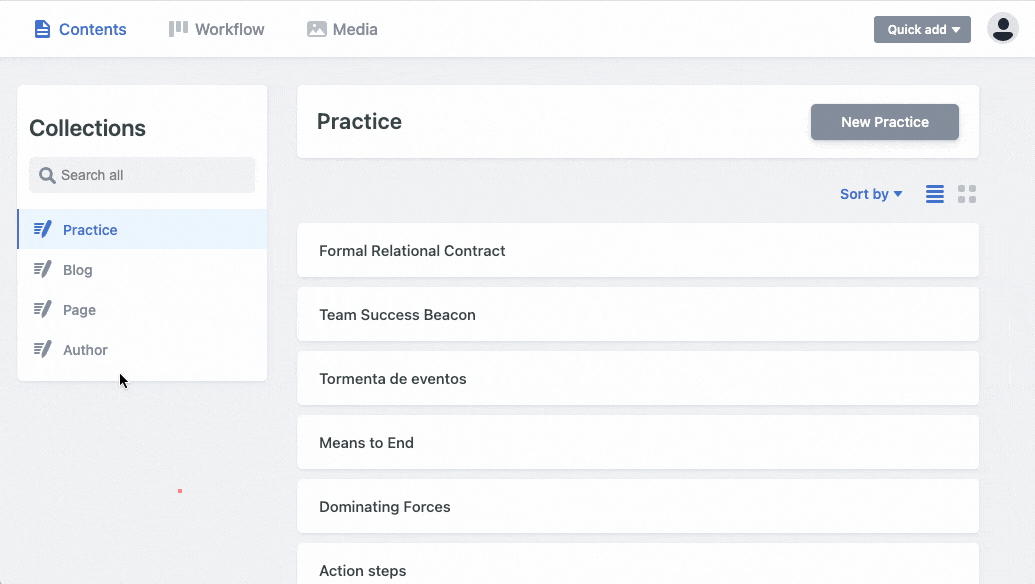 Contents
Workflow
Media
Quick add
Collections
Search all
Practice
Blog
Page
Author
Practice
New Practice
Sort by
Formal Relational Contract
Team Success Beacon
Tormenta de eventos
Means to End
Dominating Forces
Action steps